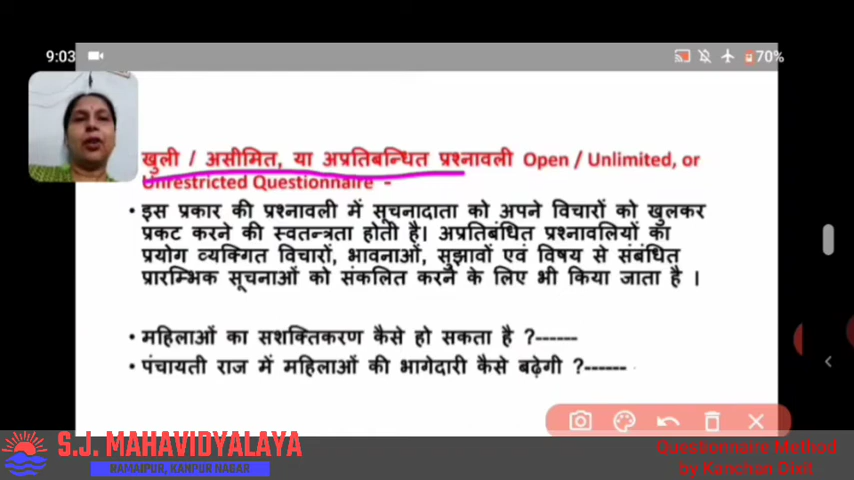 9:03
70%
खुली / असीमित, या अप्रतिबन्धित प्रश्नावली Open / Unlimited, or
Unrestricted Questionnaire -
• इस प्रकार की प्रश्नावली में सूचनादाता को अपने विचारों को खुलकर
प्रकट करने की स्वतन्त्रता होती है। अप्रतिबंधित प्रश्नावलियों का
प्रयोग व्यक्गित विचारों, भावनाओं, सुझावों एवं विषय से संबंधित
प्रारम्भिक सूचनाओं को संकलित करने के लिए भी किया जाता है ।
• महिलाओं का सशक्तिकरण कैसे हो सकता है ?------
• पंचायती राज में महिलाओं की भागेदारी कैसे बढ़ेगी ?------
S.J. MAHAVIDYALAYA
RAMAIPUR, KANPUR NAGAR
Questionnaire Method
by Kanchan Dixit